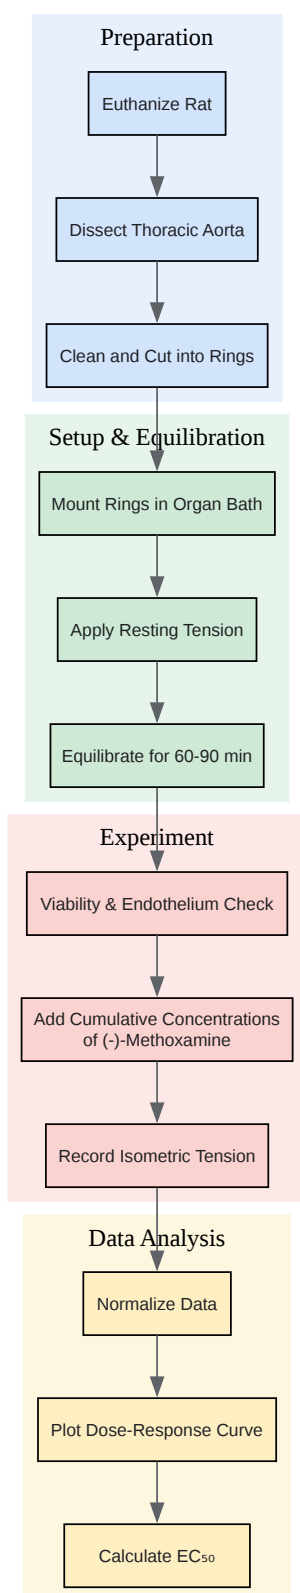 Preparation
Euthanize Rat
Dissect Thoracic Aorta
Clean and Cut into Rings
Setup & Equilibration
Mount Rings in Organ Bath
Apply Resting Tension
Equilibrate for 60-90 min
Experiment
Viability & Endothelium Check
Add Cumulative Concentrations
of (-)-Methoxamine
Record Isometric Tension
Data Analysis
Normalize Data
Plot Dose-Response Curve
Calculate EC₅₀